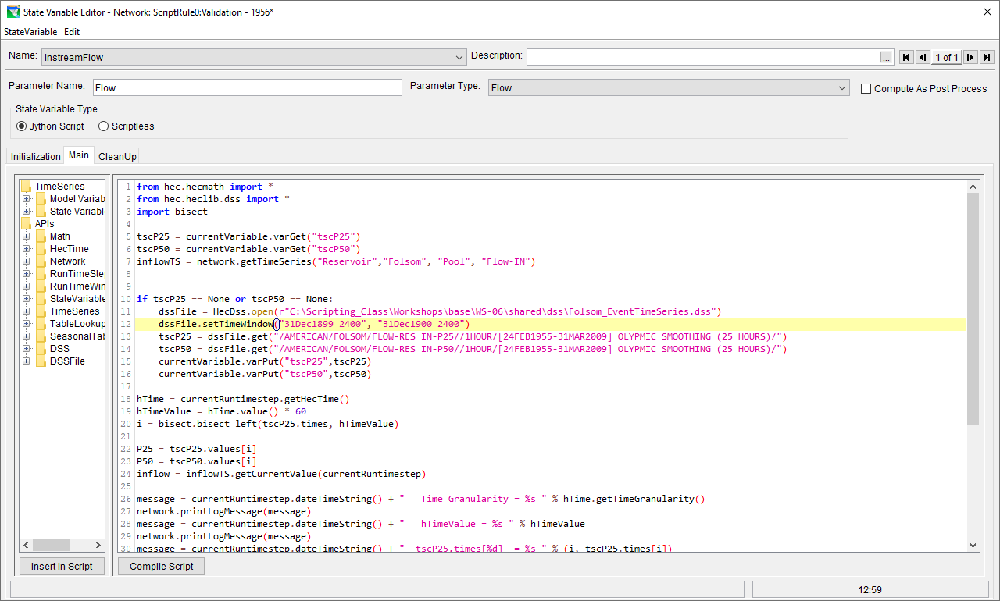 State Variable Editor - Network: ScriptRule0:Validation - 1956*
StateVariable Edit
Name: InstreamFlow Description: ... 1 of 1
Parameter Name: Flow Parameter Type: Flow Compute As Post Process
State Variable Type
Jython Script Scriptless
Initialization Main CleanUp
TimeSeries
Model Variab
State Variabl
APIs
Math
HecTime
Network
RunTimeSte
RunTimeWin
StateVariable
TimeSeries
TableLookup
SeasonalTab
DSS
DSSFile
1 from hec.hecmath import *
2 from hec.heclib.dss import *
3 import bisect
4
5 tscP25 = currentVariable.varGet("tscP25")
6 tscP50 = currentVariable.varGet("tscP50")
7 inflowTS = network.getTimeSeries("Reservoir","Folsom", "Pool", "Flow-IN")
8
9
10 if tscP25 == None or tscP50 == None:
11     dssFile = HecDss.open(r"C:\Scripting_Class\Workshops\base\WS-06\shared\dss\Folsom_EventTimeSeries.dss")
12     dssFile.setTimeWindow("31Dec1899 2400", "31Dec1900 2400")
13     tscP25 = dssFile.get("/AMERICAN/FOLSOM/FLOW-RES IN-P25//1HOUR/[24FEB1955-31MAR2009] OLYPMIC SMOOTHING (25 HOURS)/")
14     tscP50 = dssFile.get("/AMERICAN/FOLSOM/FLOW-RES IN-P50//1HOUR/[24FEB1955-31MAR2009] OLYPMIC SMOOTHING (25 HOURS)/")
15     currentVariable.varPut("tscP25",tscP25)
16     currentVariable.varPut("tscP50",tscP50)
17
18 hTime = currentRuntimestep.getHecTime()
19 hTimeValue = hTime.value() * 60
20 i = bisect.bisect_left(tscP25.times, hTimeValue)
21
22 P25 = tscP25.values[i]
23 P50 = tscP50.values[i]
24 inflow = inflowTS.getCurrentValue(currentRuntimestep)
25
26 message = currentRuntimestep.dateTimeString() + "   Time Granularity = %s " % hTime.getTimeGranularity()
27 network.printLogMessage(message)
28 message = currentRuntimestep.dateTimeString() + "   hTimeValue = %s " % hTimeValue
29 network.printLogMessage(message)
30 message = currentRuntimestep.dateTimeString() + "  tscP25.times[%d]  = %s " % (i, tscP25.times[i])
Insert in Script Compile Script
12:59